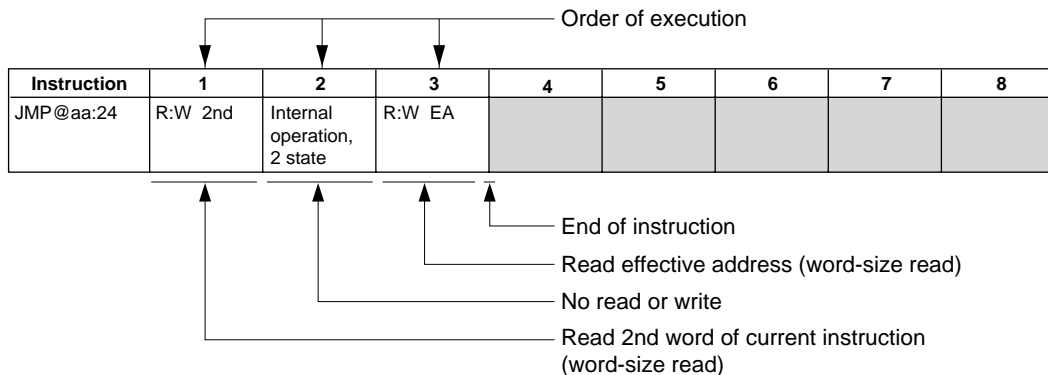 Order of execution
Instruction 1 2 3 4 5 6 7 8
JMP@aa:24 R:W 2nd Internal operation, 2 state R:W EA
End of instruction
Read effective address (word-size read)
No read or write
Read 2nd word of current instruction
(word-size read)